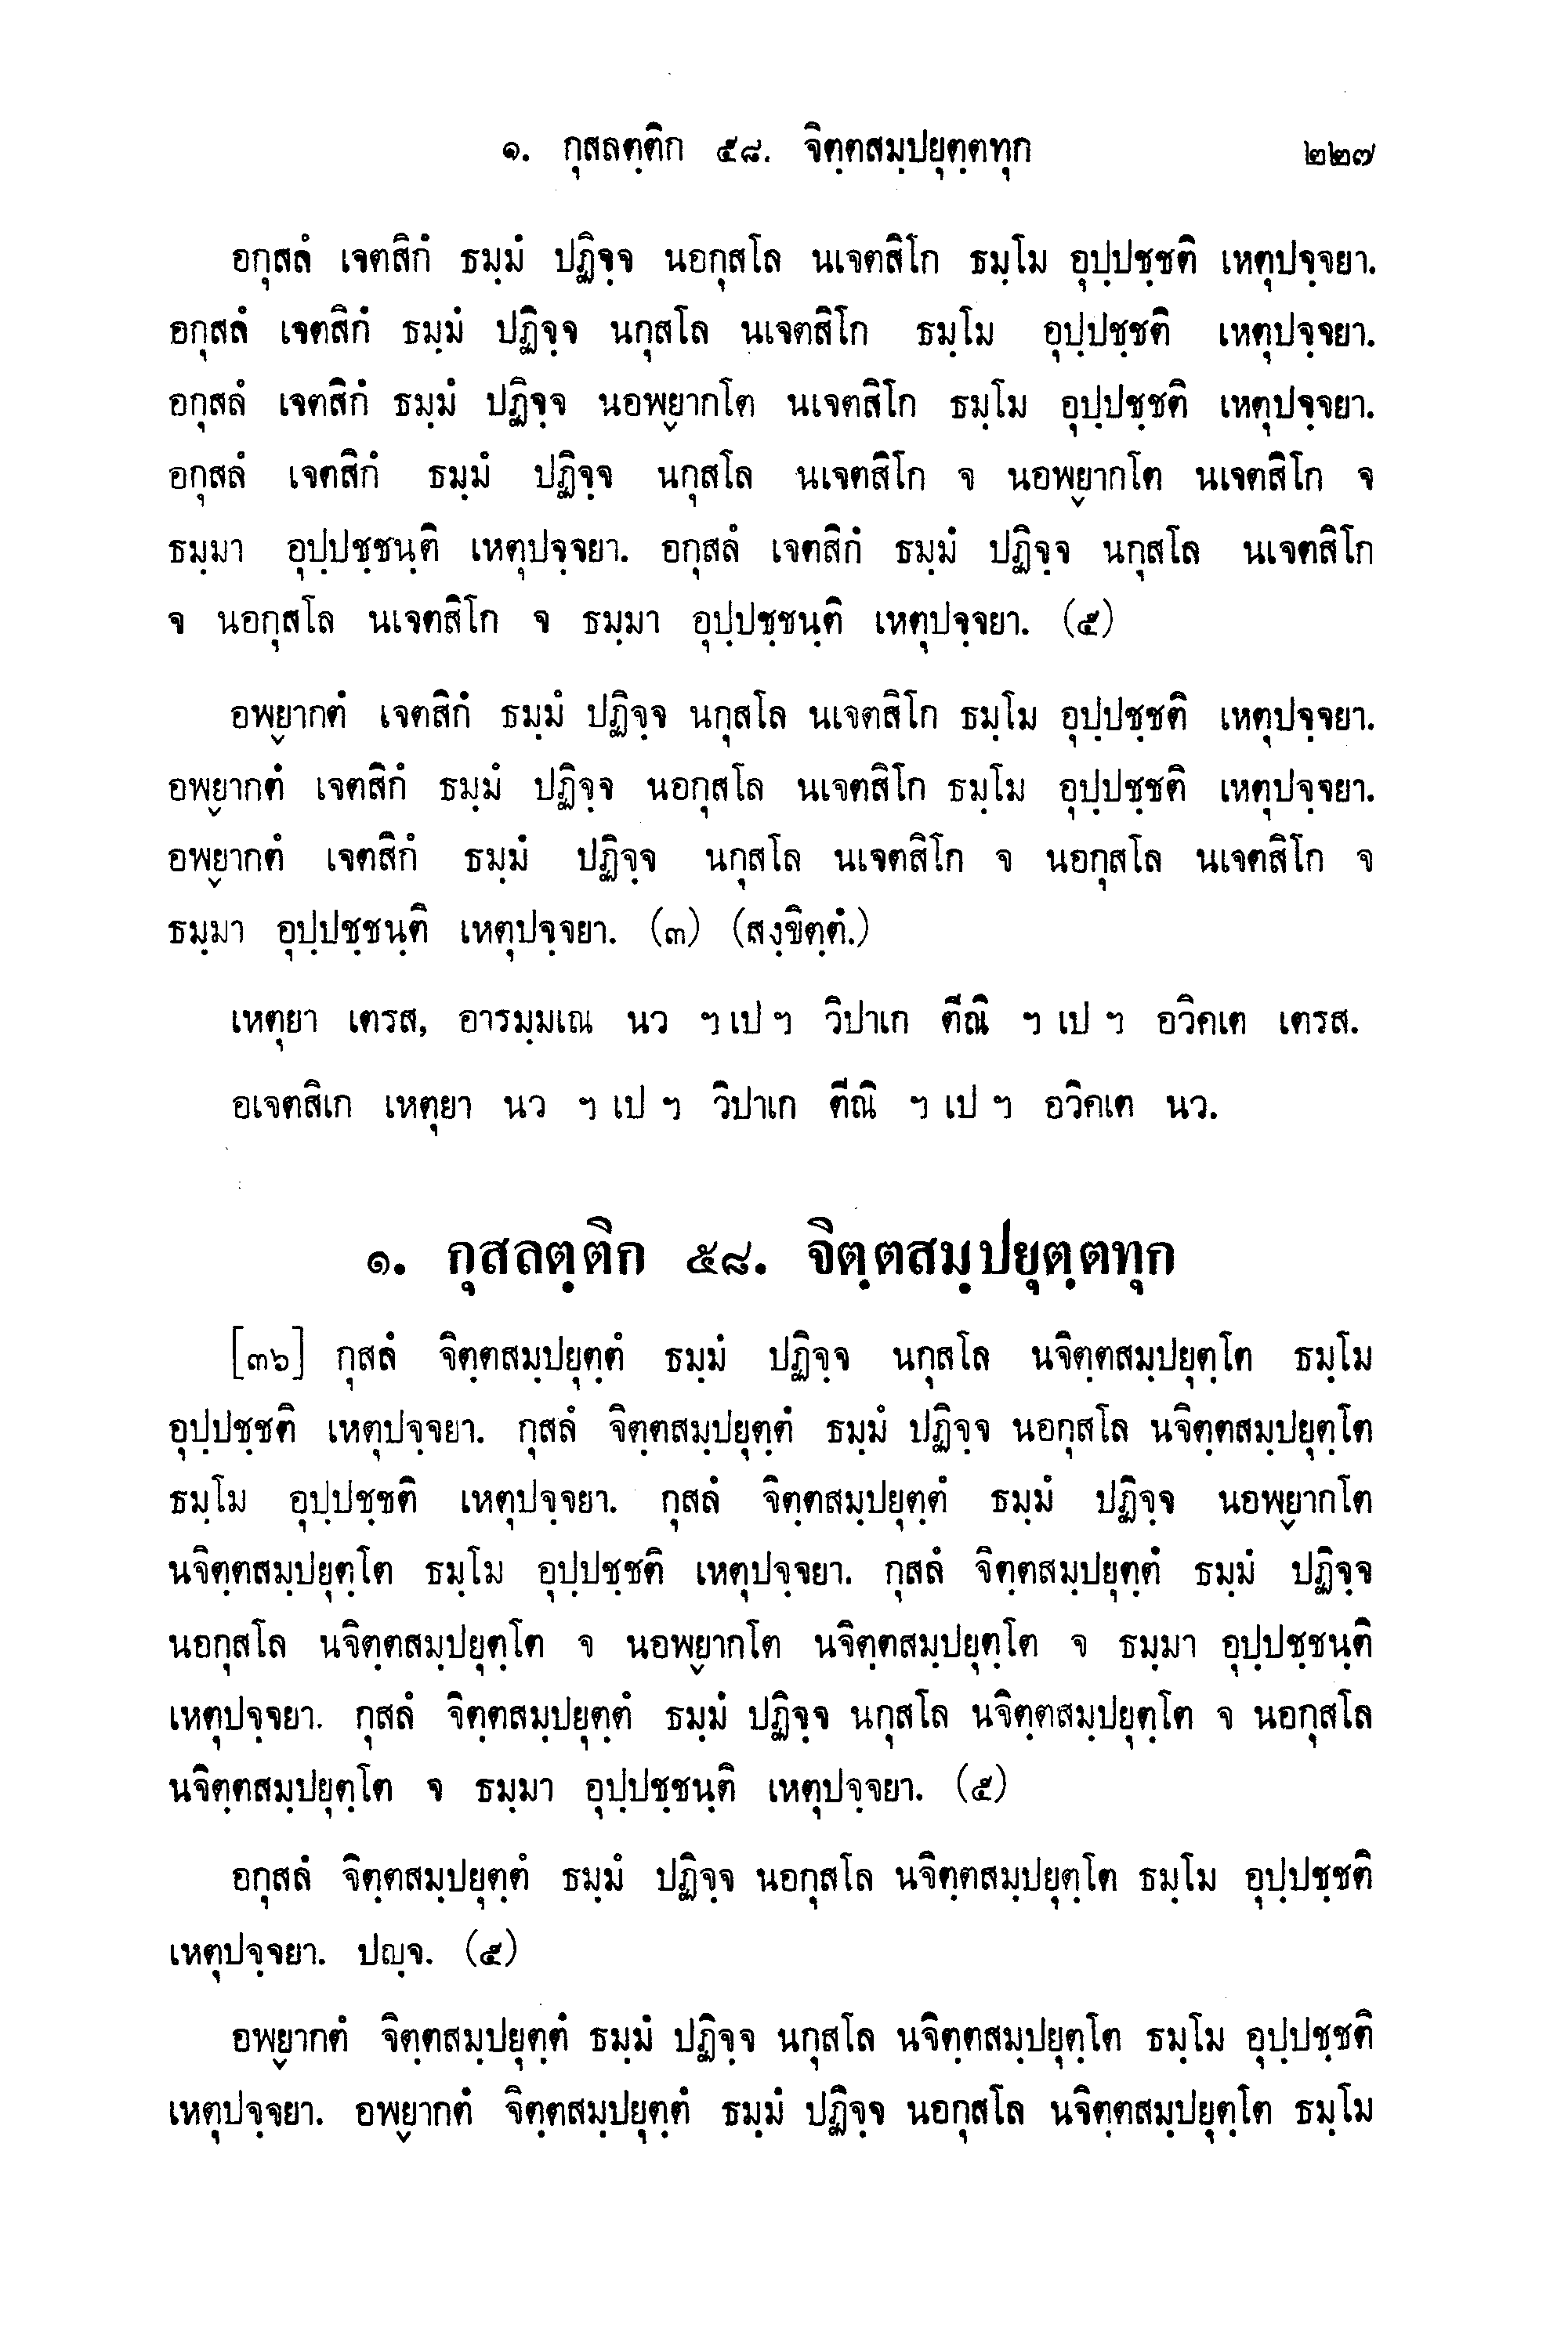 ๑. กุสลตฺติก ๕๘. จิตฺตสมฺปยุตฺตทุก ๒๒๗
อกุสลํ เจตสิกํ ธมฺมํ ปฏิจฺจ นอกุสโล นเจตสิโก ธมฺโม อุปฺปชฺชติ เหตุปจฺจยา.
อกุสลํ เจตสิกํ ธมฺมํ ปฏิจฺจ นกุสโล นเจตสิโก ธมฺโม อุปฺปชฺชติ เหตุปจฺจยา.
อกุสลํ เจตสิกํ ธมฺมํ ปฏิจฺจ นอพฺยากโต นเจตสิโก ธมฺโม อุปฺปชฺชติ เหตุปจฺจยา.
อกุสลํ เจตสิกํ ธมฺมํ ปฏิจฺจ นกุสโล นเจตสิโก จ นอพฺยากโต นเจตสิโก จ
ธมฺมา อุปฺปชฺชนฺติ เหตุปจฺจยา. อกุสลํ เจตสิกํ ธมฺมํ ปฏิจฺจ นกุสโล นเจตสิโก
จ นอกุสโล นเจตสิโก จ ธมฺมา อุปฺปชฺชนฺติ เหตุปจฺจยา. (๕)
อพฺยากตํ เจตสิกํ ธมฺมํ ปฏิจฺจ นกุสโล นเจตสิโก ธมฺโม อุปฺปชฺชติ เหตุปจฺจยา.
อพฺยากตํ เจตสิกํ ธมฺมํ ปฏิจฺจ นอกุสโล นเจตสิโก ธมฺโม อุปฺปชฺชติ เหตุปจฺจยา.
อพฺยากตํ เจตสิกํ ธมฺมํ ปฏิจฺจ นกุสโล นเจตสิโก จ นอกุสโล นเจตสิโก จ
ธมฺมา อุปฺปชฺชนฺติ เหตุปจฺจยา. (๓) (สงฺขิตฺตํ.)
เหตุยา เตรส, อารมฺมเณ นว ฯ เป ฯ วิปาเก ตีณิ ฯ เป ฯ อวิคเต เตรส.
อเจตสิเก เหตุยา นว ฯ เป ฯ วิปาเก ตีณิ ฯ เป ฯ อวิคเต นว.
๑. กุสลตฺติก ๕๘. จิตฺตสมฺปยุตฺตทุก
[๓๖] กุสลํ จิตฺตสมฺปยุตฺตํ ธมฺมํ ปฏิจฺจ นกุสโล นจิตฺตสมฺปยุตฺโต ธมฺโม
อุปฺปชฺชติ เหตุปจฺจยา. กุสลํ จิตฺตสมฺปยุตฺตํ ธมฺมํ ปฏิจฺจ นอกุสโล นจิตฺตสมฺปยุตฺโต
ธมฺโม อุปฺปชฺชติ เหตุปจฺจยา. กุสลํ จิตฺตสมฺปยุตฺตํ ธมฺมํ ปฏิจฺจ นอพฺยากโต
นจิตฺตสมฺปยุตฺโต ธมฺโม อุปฺปชฺชติ เหตุปจฺจยา. กุสลํ จิตฺตสมฺปยุตฺตํ ธมฺมํ ปฏิจฺจ
นอกุสโล นจิตฺตสมฺปยุตฺโต จ นอพฺยากโต นจิตฺตสมฺปยุตฺโต จ ธมฺมา อุปฺปชฺชนฺติ
เหตุปจฺจยา. กุสลํ จิตฺตสมฺปยุตฺตํ ธมฺมํ ปฏิจฺจ นกุสโล นจิตฺตสมฺปยุตฺโต จ นอกุสโล
นจิตฺตสมฺปยุตฺโต จ ธมฺมา อุปฺปชฺชนฺติ เหตุปจฺจยา. (๕)
อกุสลํ จิตฺตสมฺปยุตฺตํ ธมฺมํ ปฏิจฺจ นอกุสโล นจิตฺตสมฺปยุตฺโต ธมฺโม อุปฺปชฺชติ
เหตุปจฺจยา. ปญฺจ. (๕)
อพฺยากตํ จิตฺตสมฺปยุตฺตํ ธมฺมํ ปฏิจฺจ นกุสโล นจิตฺตสมฺปยุตฺโต ธมฺโม อุปฺปชฺชติ
เหตุปจฺจยา. อพฺยากตํ จิตฺตสมฺปยุตฺตํ ธมฺมํ ปฏิจฺจ นอกุสโล นจิตฺตสมฺปยุตฺโต ธมฺโม